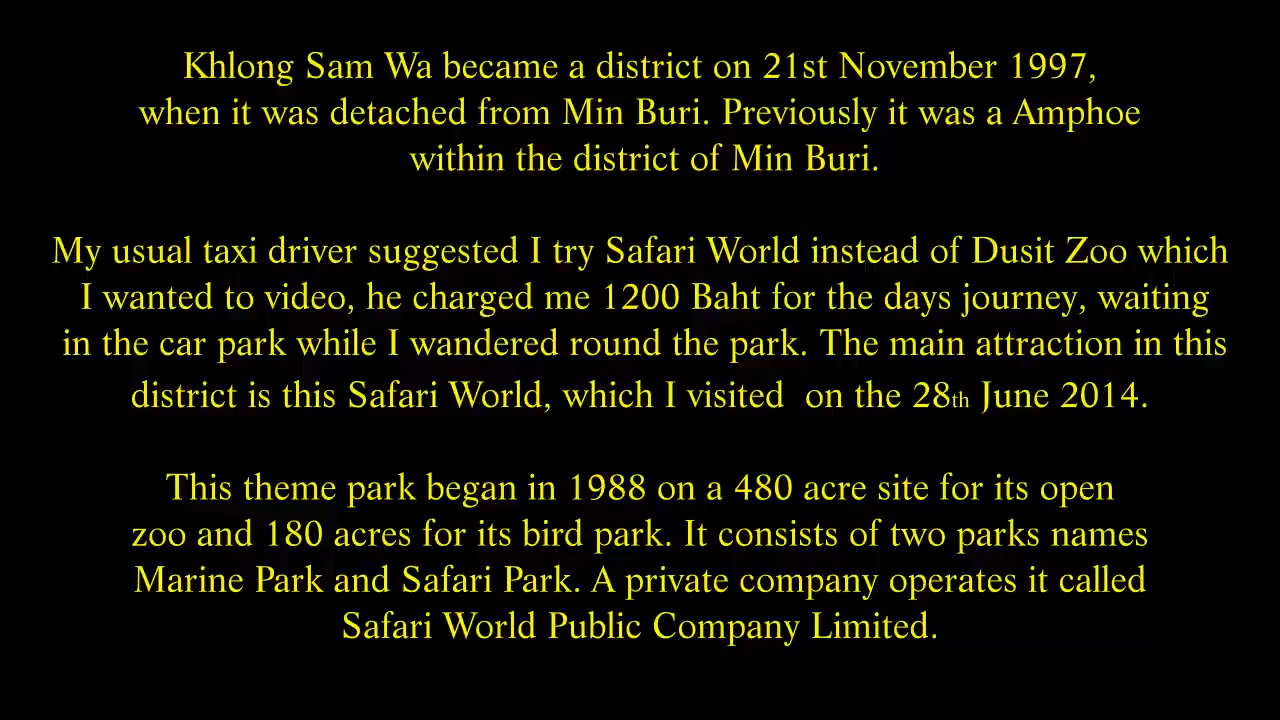 Khlong Sam Wa became a district on 21st November 1997,
when it was detached from Min Buri. Previously it was a Amphoe
within the district of Min Buri.
My usual taxi driver suggested I try Safari World instead of Dusit Zoo which
I wanted to video, he charged me 1200 Baht for the days journey, waiting
in the car park while I wandered round the park. The main attraction in this
district is this Safari World, which I visited  on the 28th June 2014.
This theme park began in 1988 on a 480 acre site for its open
zoo and 180 acres for its bird park. It consists of two parks names
Marine Park and Safari Park. A private company operates it called
Safari World Public Company Limited.